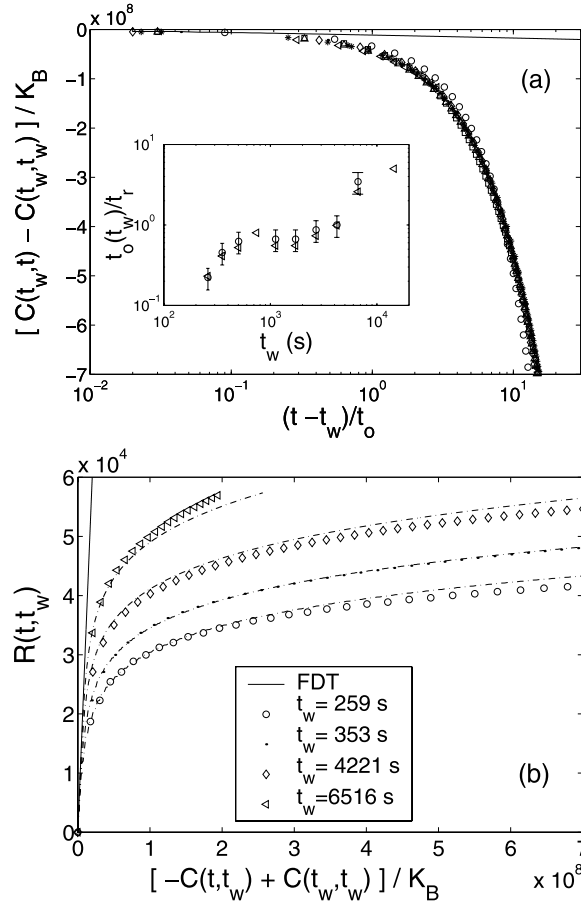 x 10^8
0
−1
−2
−3
−4
−5
−6
−7
[ C(t_w,t) − C(t_w,t_w) ] / K_B
(a)
10^1
10^0
10^-1
t_o(t_w)/t_r
10^2
10^3
10^4
t_w (s)
10^-2
10^-1
10^0
10^1
(t −t_w)/t_o
x 10^4
6
5
4
3
2
1
0
R(t,t_w)
FDT
t_w = 259 s
t_w = 353 s
t_w = 4221 s
t_w=6516 s
(b)
0
1
2
3
4
5
6
7
x 10^8
[ −C(t,t_w) + C(t_w,t_w) ] / K_B